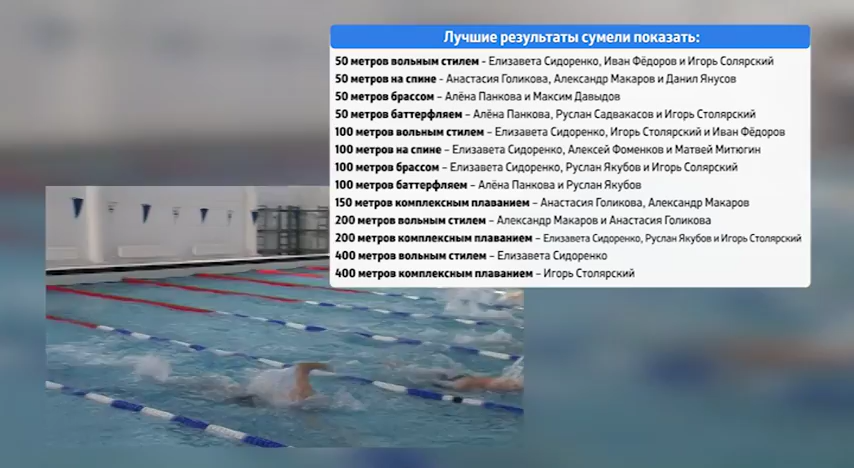 Лучшие результаты сумели показать:
50 метров вольным стилем - Елизавета Сидоренко, Иван Фёдоров и Игорь Солярский
50 метров на спине - Анастасия Голикова, Александр Макаров и Данил Янусов
50 метров брассом – Алёна Панкова и Максим Давыдов
50 метров баттерфляем – Алёна Панкова, Руслан Садвакасов и Игорь Столярский
100 метров вольным стилем – Елизавета Сидоренко, Игорь Столярский и Иван Фёдоров
100 метров на спине – Елизавета Сидоренко, Алексей Фоменков и Матвей Митюгин
100 метров брассом – Елизавета Сидоренко, Руслан Якубов и Игорь Солярский
100 метров баттерфляем – Алёна Панкова и Руслан Якубов
150 метров комплексным плаванием – Анастасия Голикова, Александр Макаров
200 метров вольным стилем – Александр Макаров и Анастасия Голикова
200 метров комплексным плаванием – Елизавета Сидоренко, Руслан Якубов и Игорь Столярский
400 метров вольным стилем – Елизавета Сидоренко
400 метров комплексным плаванием – Игорь Столярский